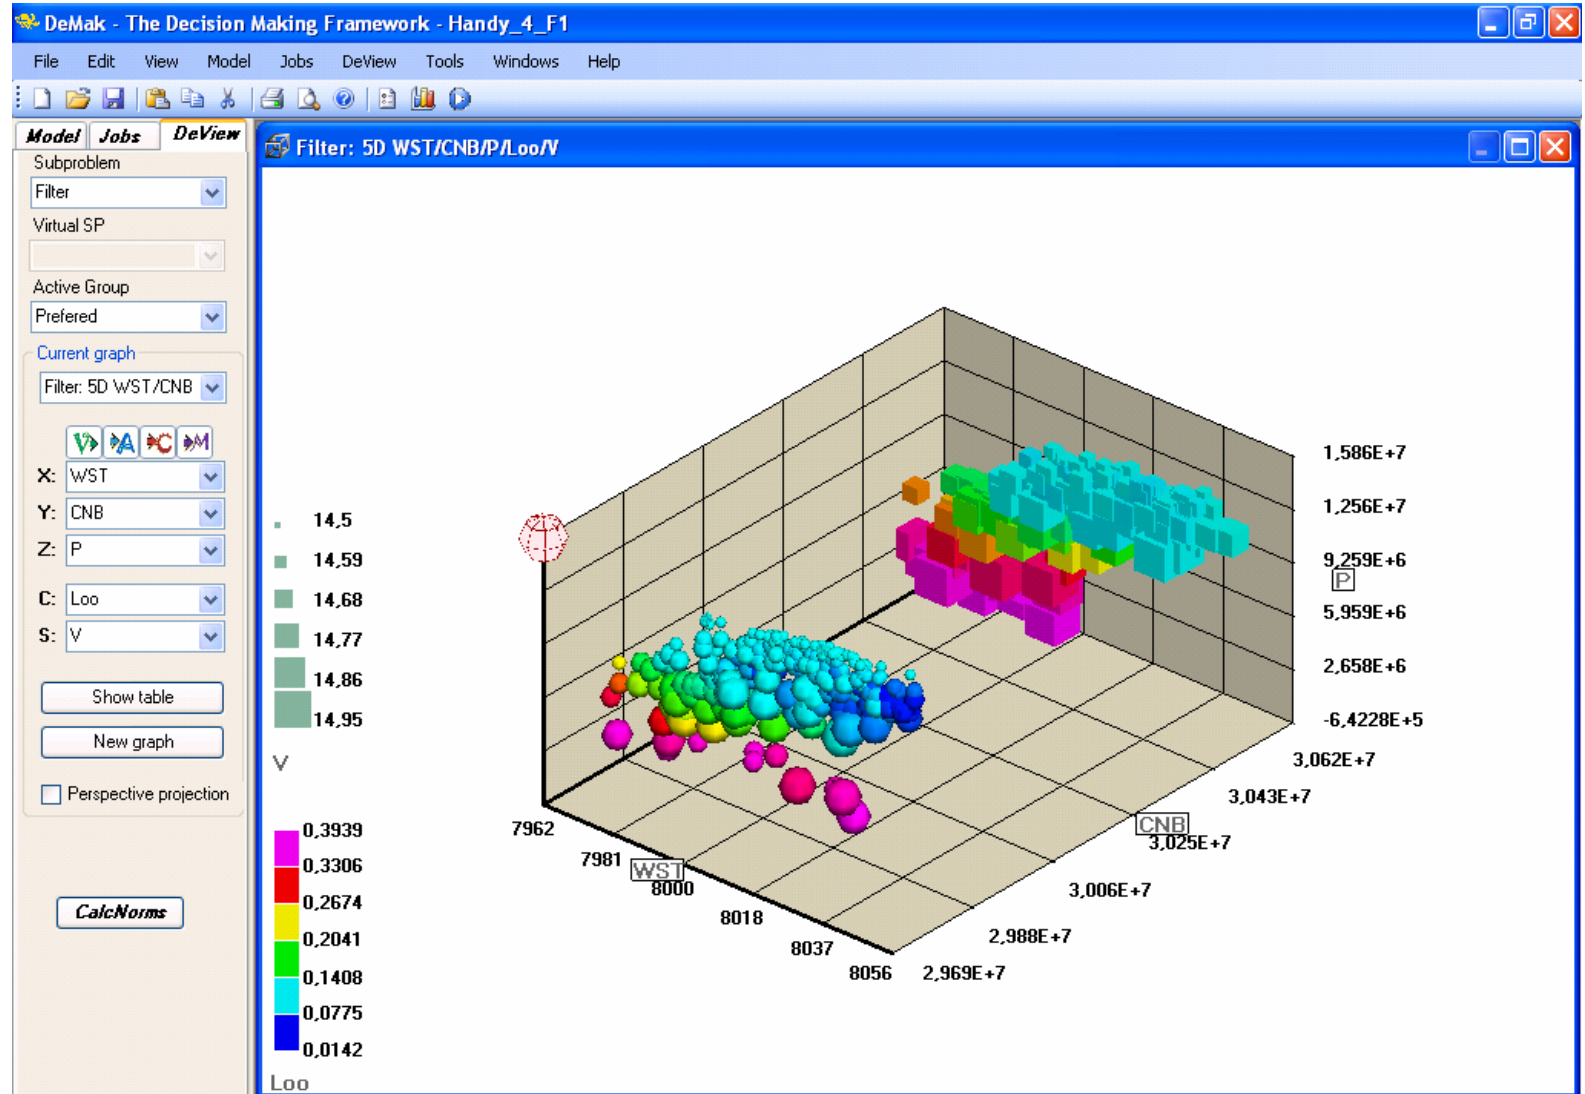 DeMak - The Decision Making Framework - Handy_4_F1
File Edit View Model Jobs DeView Tools Windows Help
Model Jobs DeView
Subproblem
Filter
Virtual SP
Active Group
Prefered
Current graph
Filter: 5D WST/CNB
V A C M
X: WST
Y: CNB
Z: P
C: Loo
S: V
Show table
New graph
Perspective projection
CalcNorms
Filter: 5D WST/CNB/P/Loo/V
14,5
14,59
14,68
14,77
14,86
14,95
V
0,3939
0,3306
0,2674
0,2041
0,1408
0,0775
0,0142
Loo
7962
7981
WST
8000
8018
8037
8056
2,969E+7
2,988E+7
3,006E+7
CNB
3,025E+7
3,043E+7
3,062E+7
1,586E+7
1,256E+7
9,259E+6
P
5,959E+6
2,658E+6
-6,4228E+5